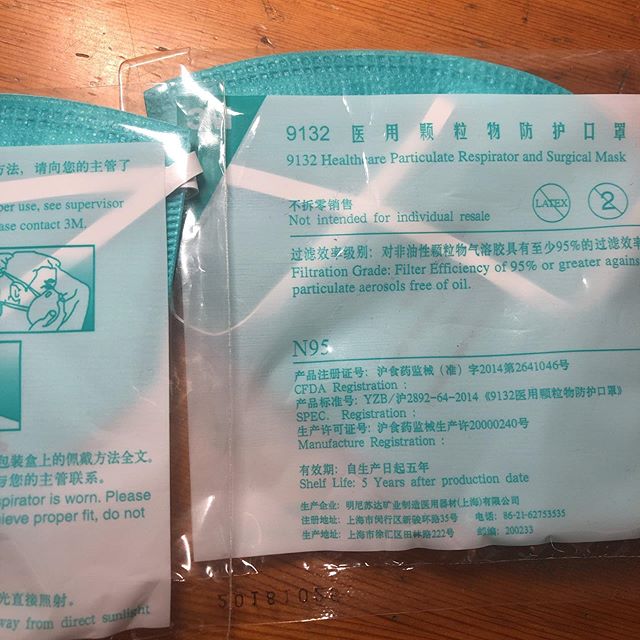 方法，请向您的主管了
per use, see supervisor
ase contact 3M.
包装盒上的佩戴方法全文。
与您的主管联系。
spirator is worn. Please
ieve proper fit, do not
光直接照射。
way from direct sunlight
9132 医用颗粒物防护口罩
9132 Healthcare Particulate Respirator and Surgical Mask
不拆零销售
Not intended for individual resale
LATEX
2
过滤效率级别：对非油性颗粒物气溶胶具有至少95%的过滤效率
Filtration Grade: Filter Efficiency of 95% or greater against
particulate aerosols free of oil.
N95
产品注册证号：沪食药监械（准）字2014第2641046号
CFDA Registration :
产品标准号：YZB/沪2892-64-2014《9132医用颗粒物防护口罩》
SPEC. Registration :
生产许可证号：沪食药监械生产许20000240号
Manufacture Registration :
有效期：自生产日起五年
Shelf Life: 5 Years after production date
生产企业：明尼苏达矿业制造医用器材(上海)有限公司
注册地址：上海市闵行区新骏环路35号 电话：86-21-62753535
生产地址：上海市徐汇区田林路222号 邮编：200233